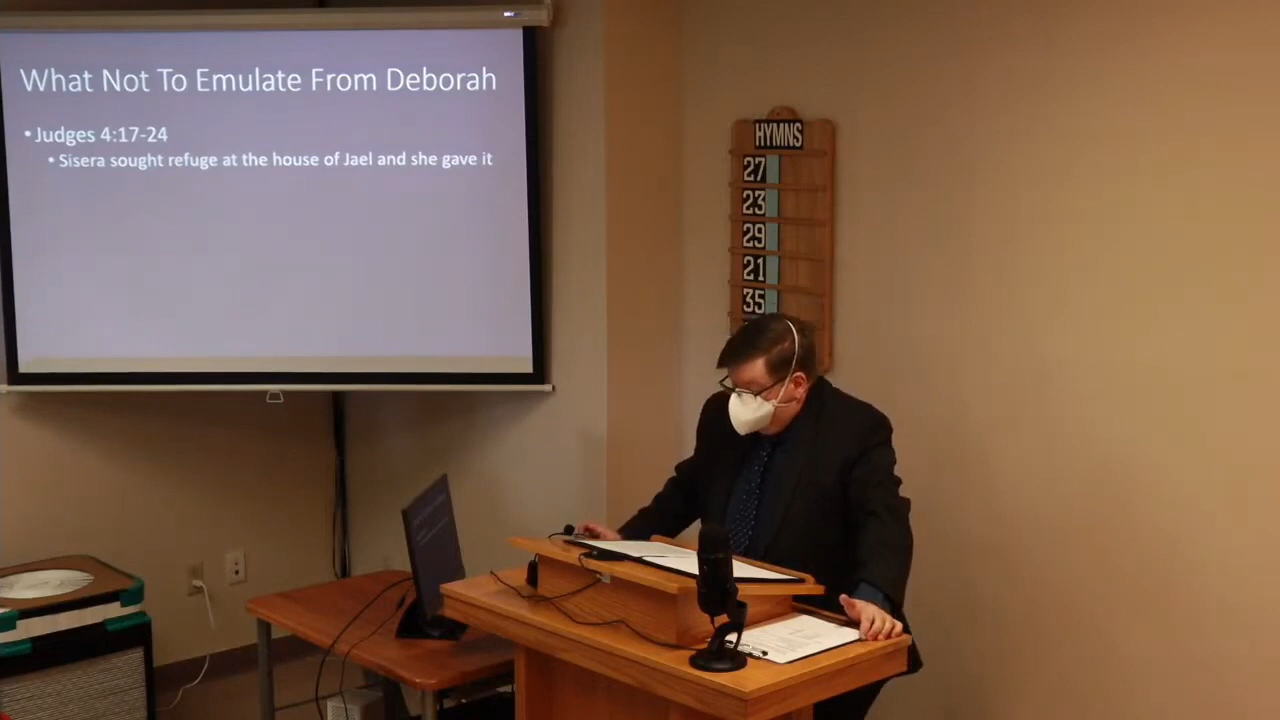 What Not To Emulate From Deborah
• Judges 4:17-24
• Sisera sought refuge at the house of Jael and she gave it
HYMNS
27
23
29
21
35